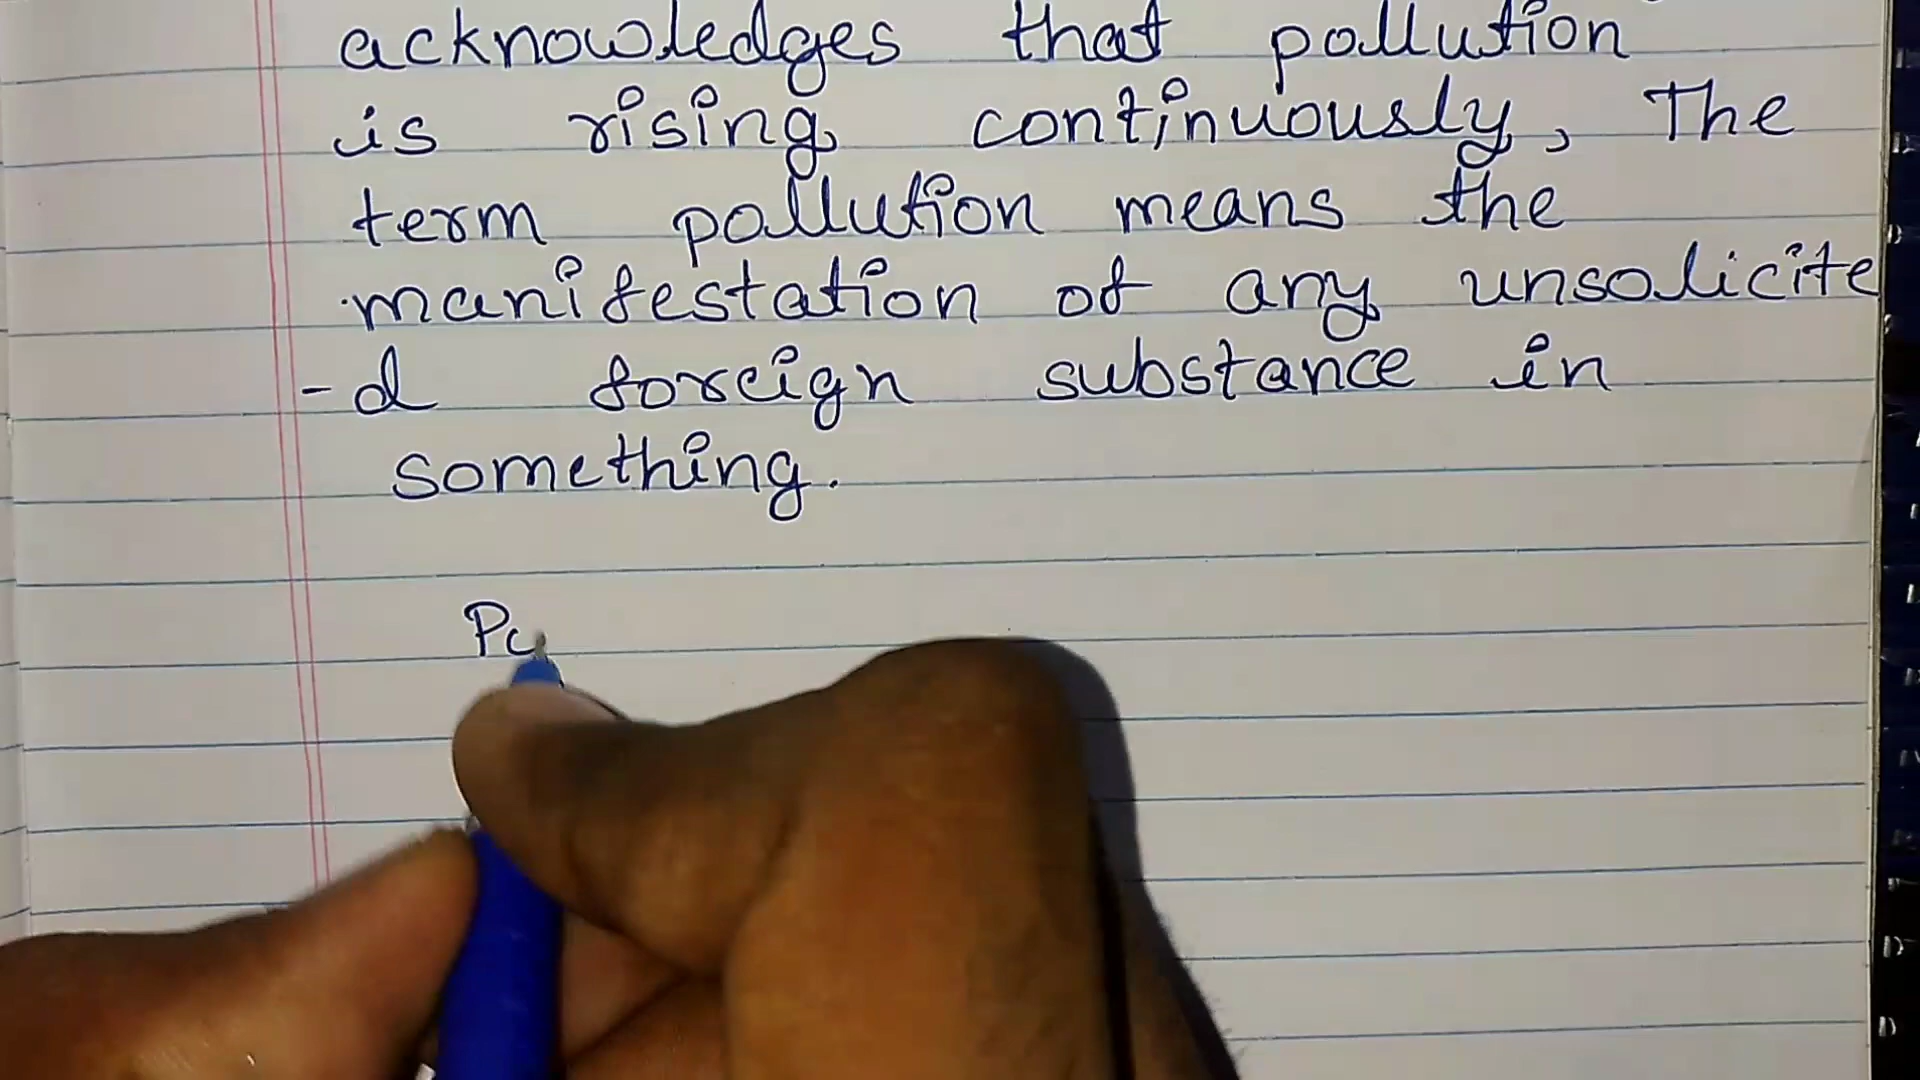 acknowledges that pollution
is rising continuously, The
term pollution means the
manifestation of any unsolicite
-d foreign substance in
something.